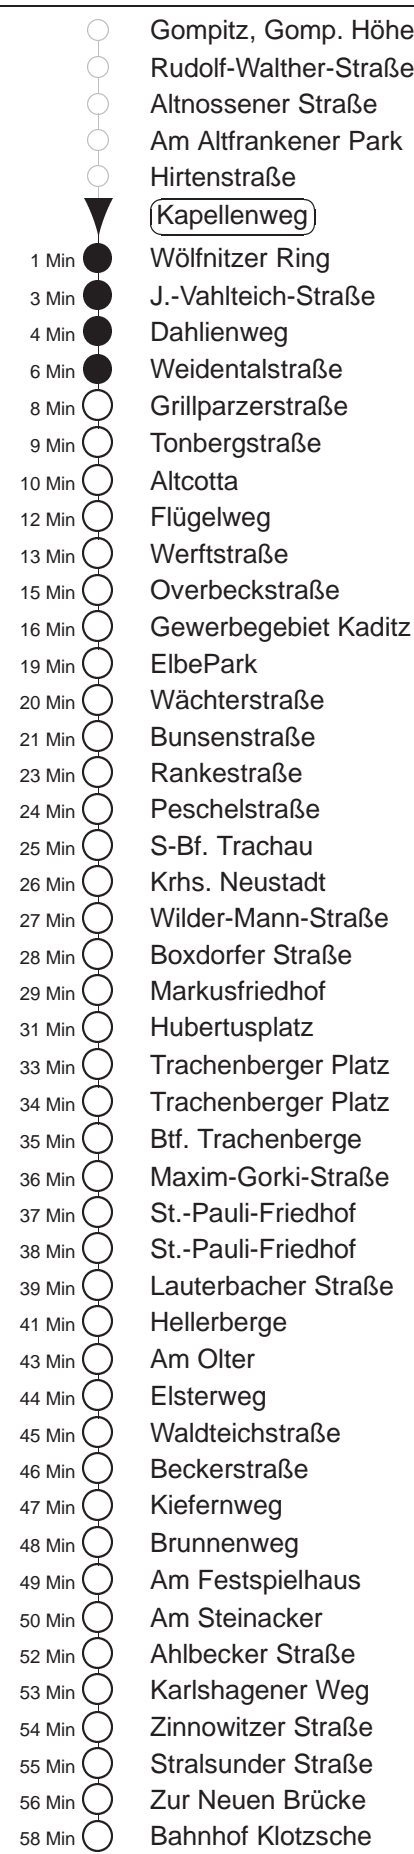 Gompitz, Gomp. Höhe
Rudolf-Walther-Straße
Altnossener Straße
Am Altfrankener Park
Hirtenstraße
Kapellenweg
1 Min Wölfnitzer Ring
3 Min J.-Vahlteich-Straße
4 Min Dahlienweg
6 Min Weidentalstraße
8 Min Grillparzerstraße
9 Min Tonbergstraße
10 Min Altcotta
12 Min Flügelweg
13 Min Werftstraße
15 Min Overbeckstraße
16 Min Gewerbegebiet Kaditz
19 Min ElbePark
20 Min Wächterstraße
21 Min Bunsenstraße
23 Min Rankestraße
24 Min Peschelstraße
25 Min S-Bf. Trachau
26 Min Krhs. Neustadt
27 Min Wilder-Mann-Straße
28 Min Boxdorfer Straße
29 Min Markusfriedhof
31 Min Hubertusplatz
33 Min Trachenberger Platz
34 Min Trachenberger Platz
35 Min Btf. Trachenberge
36 Min Maxim-Gorki-Straße
37 Min St.-Pauli-Friedhof
38 Min St.-Pauli-Friedhof
39 Min Lauterbacher Straße
41 Min Hellerberge
43 Min Am Olter
44 Min Elsterweg
45 Min Waldteichstraße
46 Min Beckerstraße
47 Min Kiefernweg
48 Min Brunnenweg
49 Min Am Festspielhaus
50 Min Am Steinacker
52 Min Ahlbecker Straße
53 Min Karlshagener Weg
54 Min Zinnowitzer Straße
55 Min Stralsunder Straße
56 Min Zur Neuen Brücke
58 Min Bahnhof Klotzsche